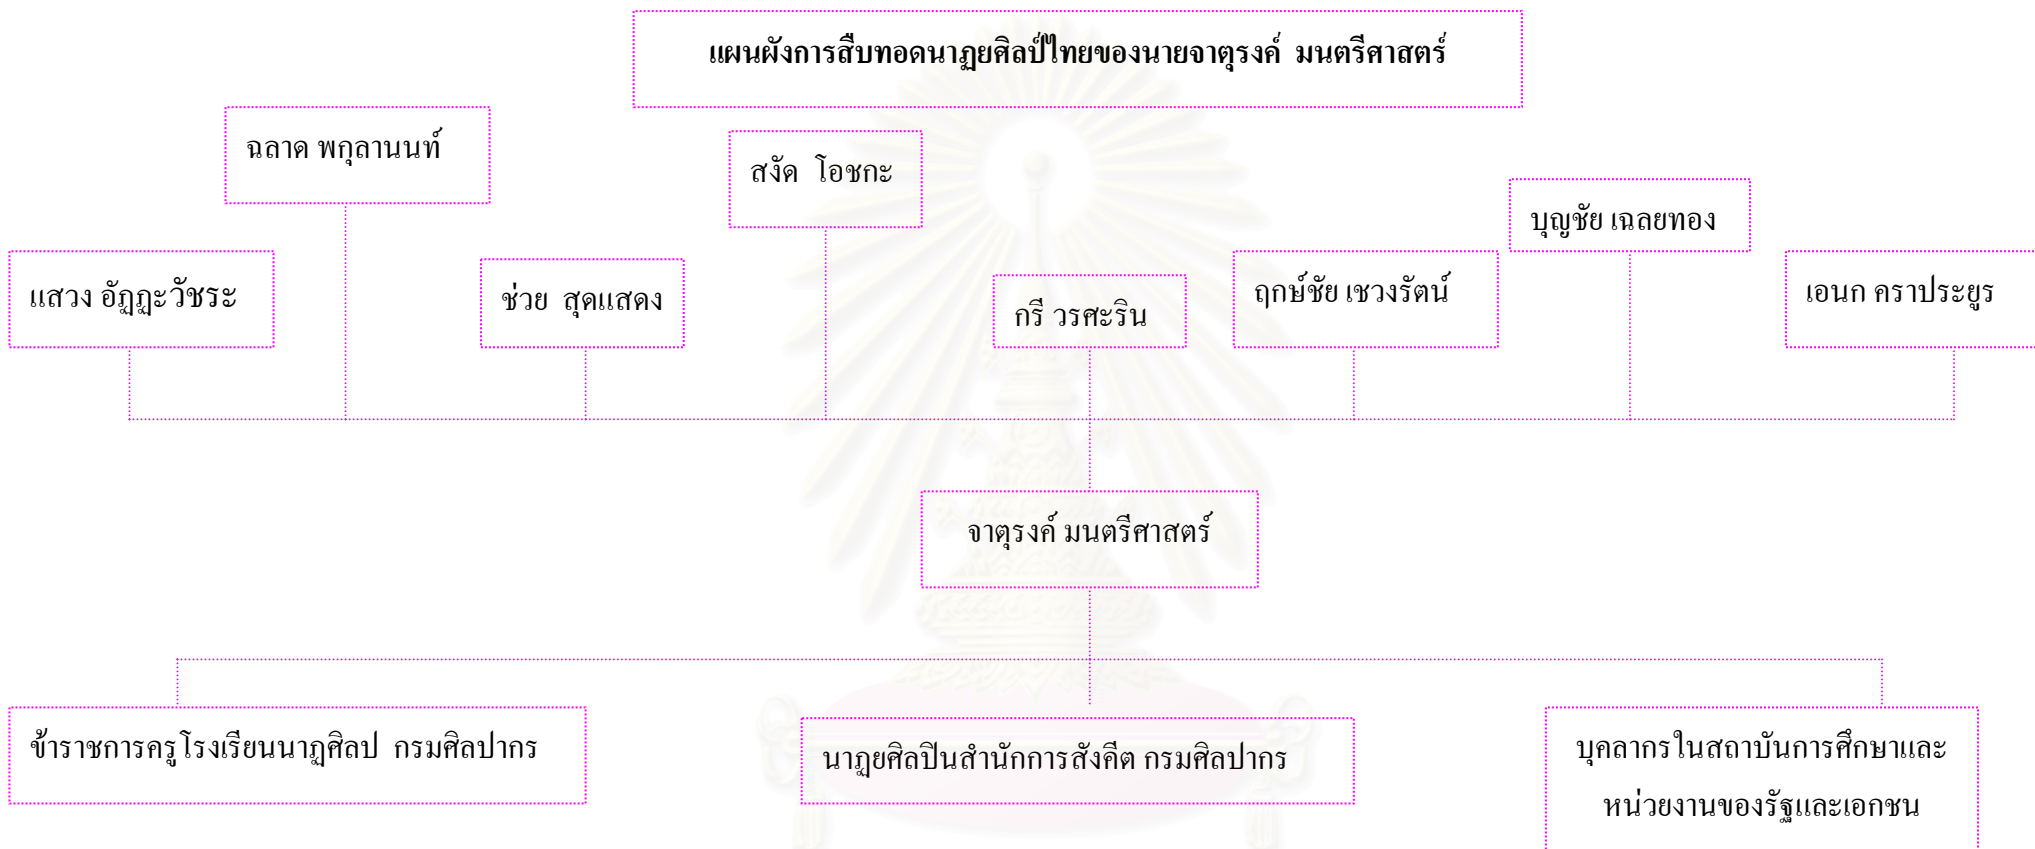 แผนผังการสืบทอดนาฏยศิลป์ไทยของนายจาตุรงค์ มนตรีศาสตร์
ฉลาด พกุลานนท์
สงัด โอชกะ
บุญชัย เฉลยทอง
แสวง อัฏฏะวัชระ
ช่วย สุดแสดง
กรี วรศะริน
ฤกษ์ชัย เชวงรัตน์
เอนก คราประยูร
จาตุรงค์ มนตรีศาสตร์
ข้าราชการครูโรงเรียนนาฏศิลป กรมศิลปากร
นาฏยศิลปินสำนักการสังคีต กรมศิลปากร
บุคลากรในสถาบันการศึกษาและ
หน่วยงานของรัฐและเอกชน